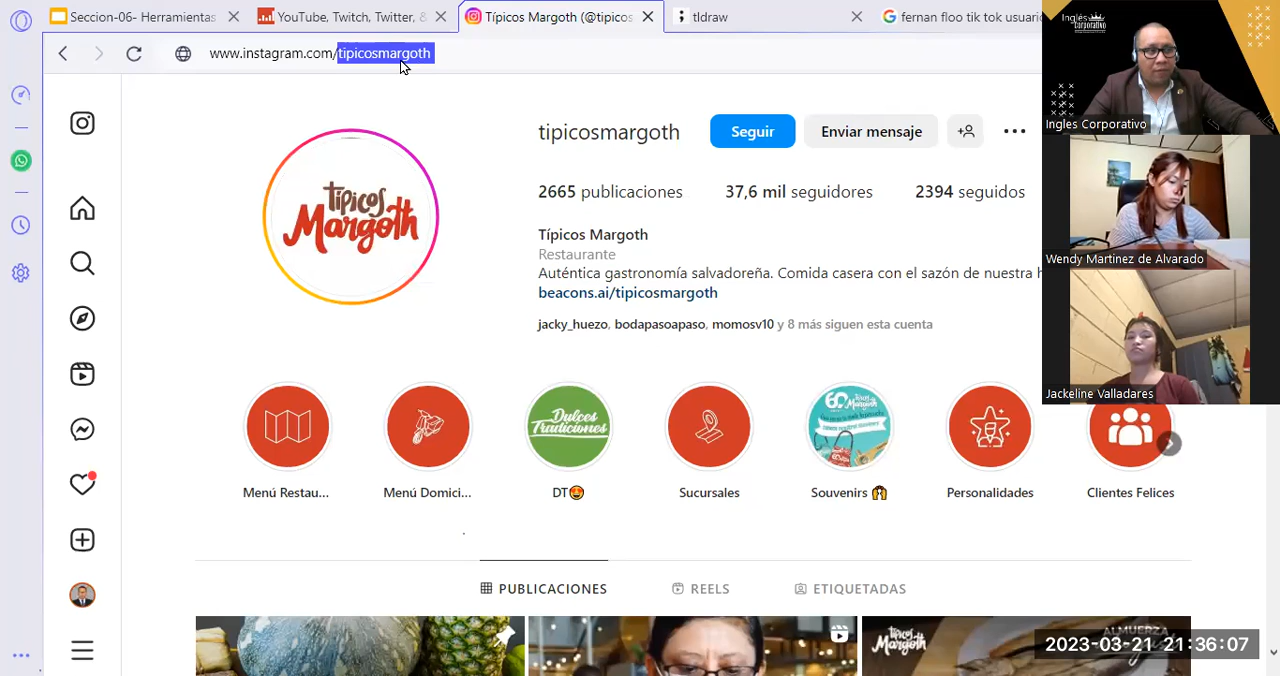 Seccion-06- Herramientas
YouTube, Twitch, Twitter, &
Típicos Margoth (@tipicos
tldraw
fernan floo tik tok usuario
www.instagram.com/tipicosmargoth
Inglés
Corporativo
Ingles Corporativo
Wendy Martinez de Alvarado
Jackeline Valladares
típicos
Margoth
tipicosmargoth
Seguir
Enviar mensaje
2665 publicaciones
37,6 mil seguidores
2394 seguidos
Típicos Margoth
Restaurante
Auténtica gastronomía salvadoreña. Comida casera con el sazón de nuestra h
beacons.ai/tipicosmargoth
jacky_huezo, bodapasoapaso, momosv10 y 8 más siguen esta cuenta
Dulces
Tradiciones
60
Margoth
Menú Restau...
Menú Domici...
DT😍
Sucursales
Souvenirs 🙌
Personalidades
Clientes Felices
PUBLICACIONES
REELS
ETIQUETADAS
típicos
Margoth
ALMUERZA
2023-03-21 21:36:07